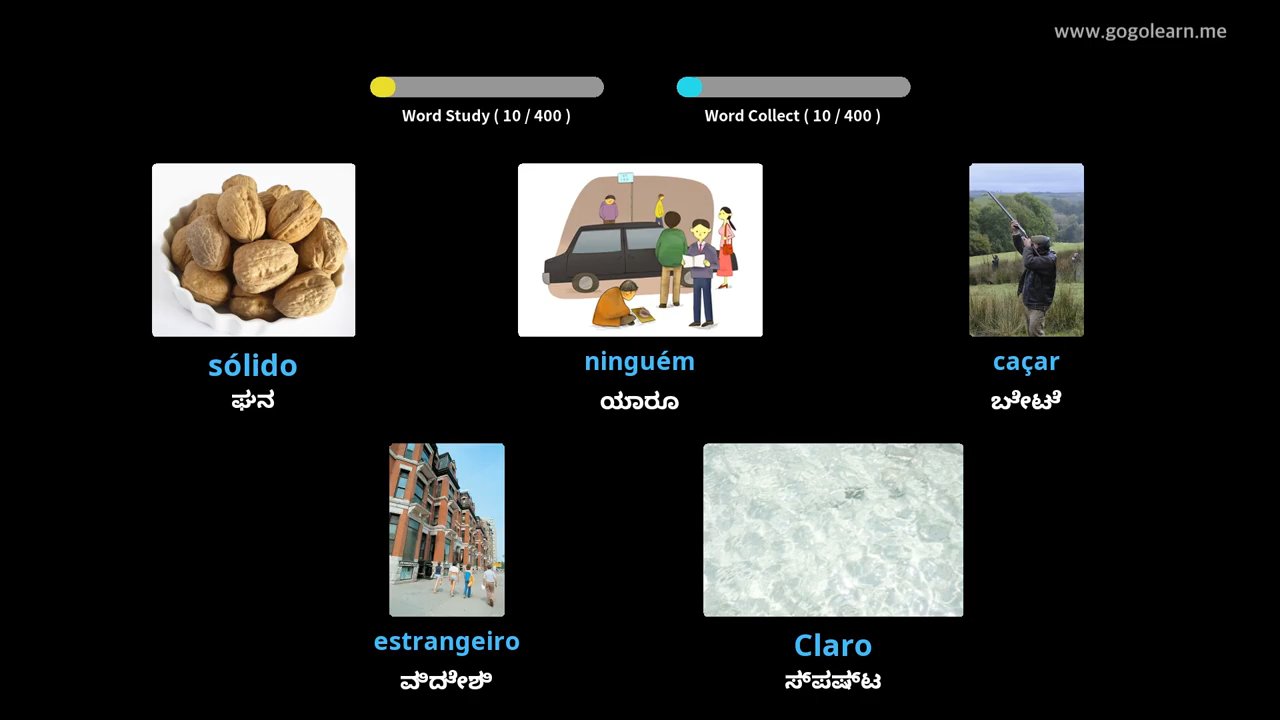 www.gogolearn.me
Word Study ( 10 / 400 )
Word Collect ( 10 / 400 )
sólido
ಘನ
ninguém
ಯಾರೂ
caçar
ಬೇಟೆ
estrangeiro
ವಿದೇಶಿ
Claro
ಸ್ಪಷ್ಟ